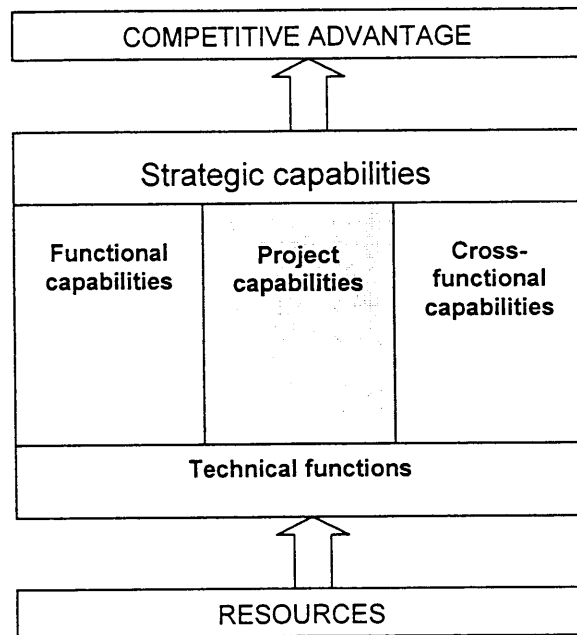 COMPETITIVE ADVANTAGE
Strategic capabilities
Functional
capabilities
Project
capabilities
Cross-
functional
capabilities
Technical functions
RESOURCES